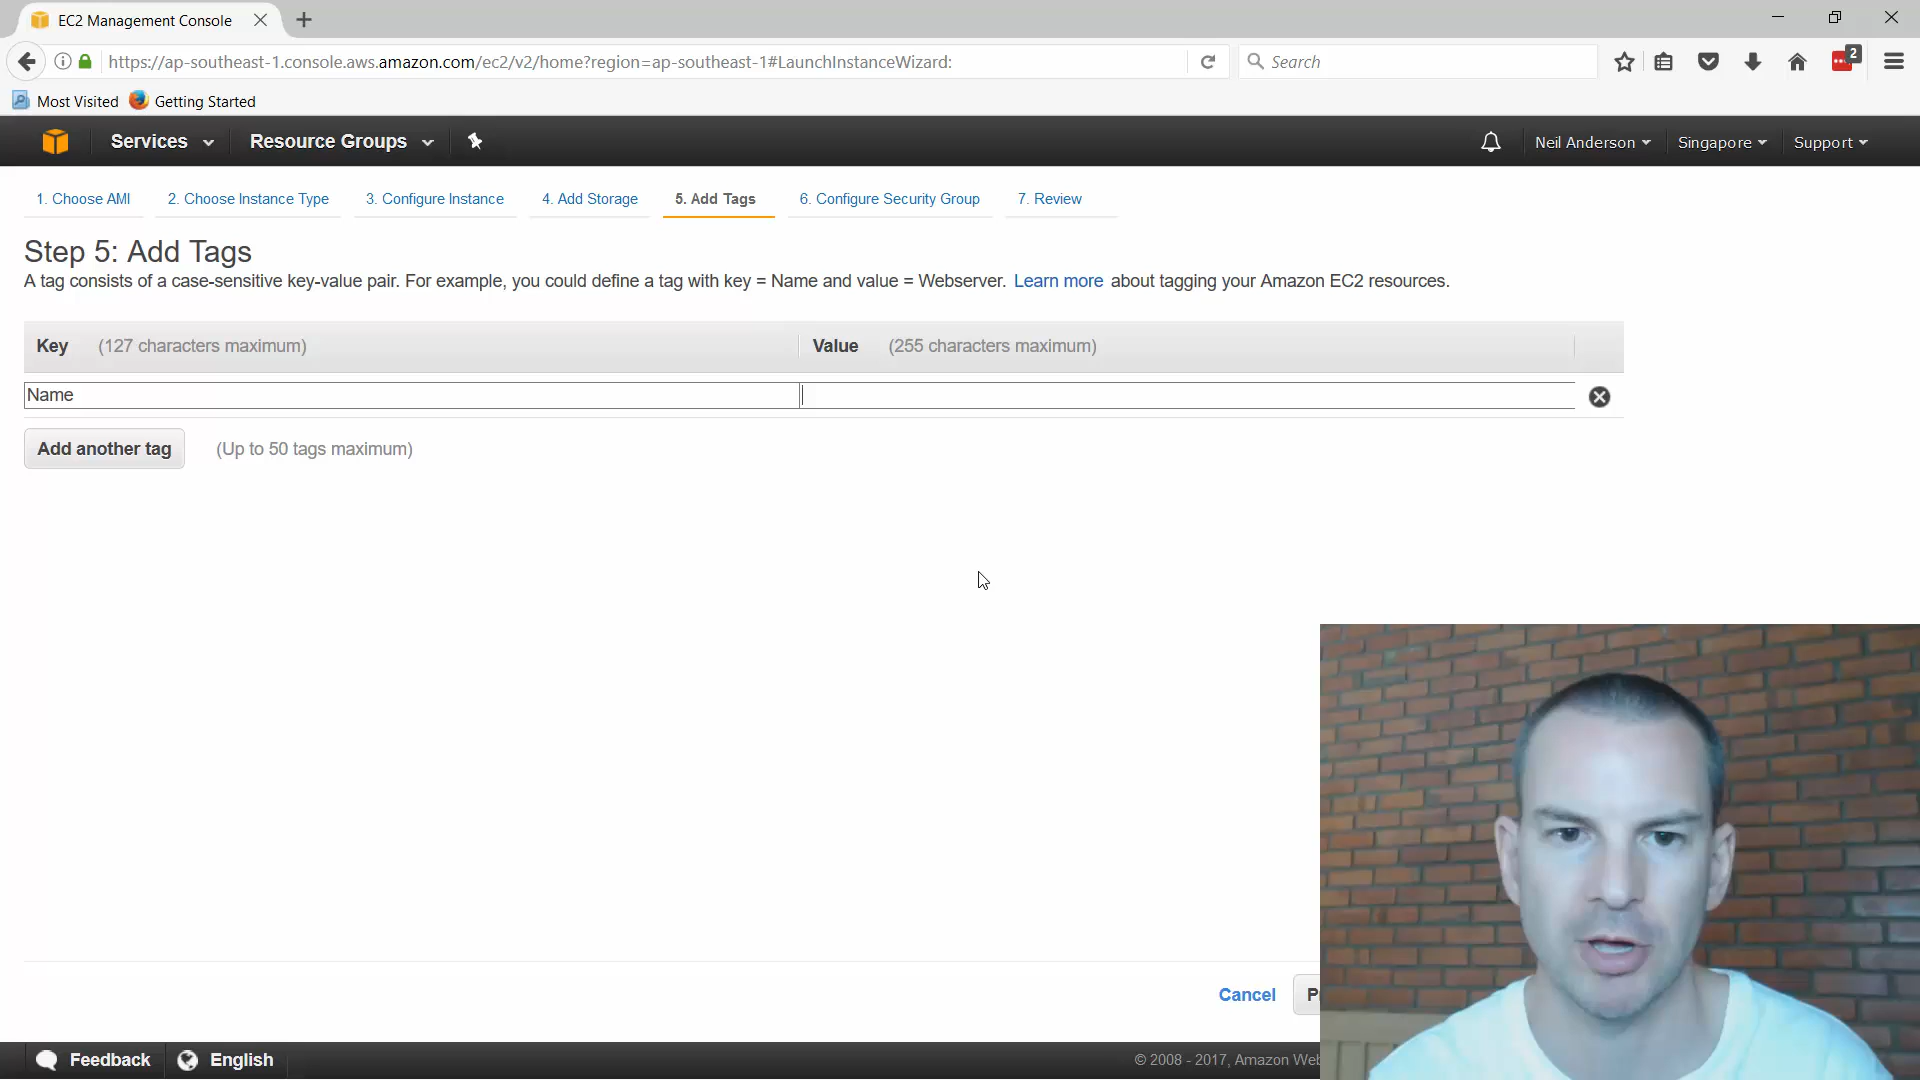 EC2 Management Console
https://ap-southeast-1.console.aws.amazon.com/ec2/v2/home?region=ap-southeast-1#LaunchInstanceWizard:
Search
2
Most Visited
Getting Started
Services
Resource Groups
Neil Anderson
Singapore
Support
1. Choose AMI
2. Choose Instance Type
3. Configure Instance
4. Add Storage
5. Add Tags
6. Configure Security Group
7. Review
Step 5: Add Tags
A tag consists of a case-sensitive key-value pair. For example, you could define a tag with key = Name and value = Webserver. Learn more about tagging your Amazon EC2 resources.
Key (127 characters maximum)
Value (255 characters maximum)
Name
Add another tag
(Up to 50 tags maximum)
Cancel
Feedback
English
© 2008 - 2017, Amazon